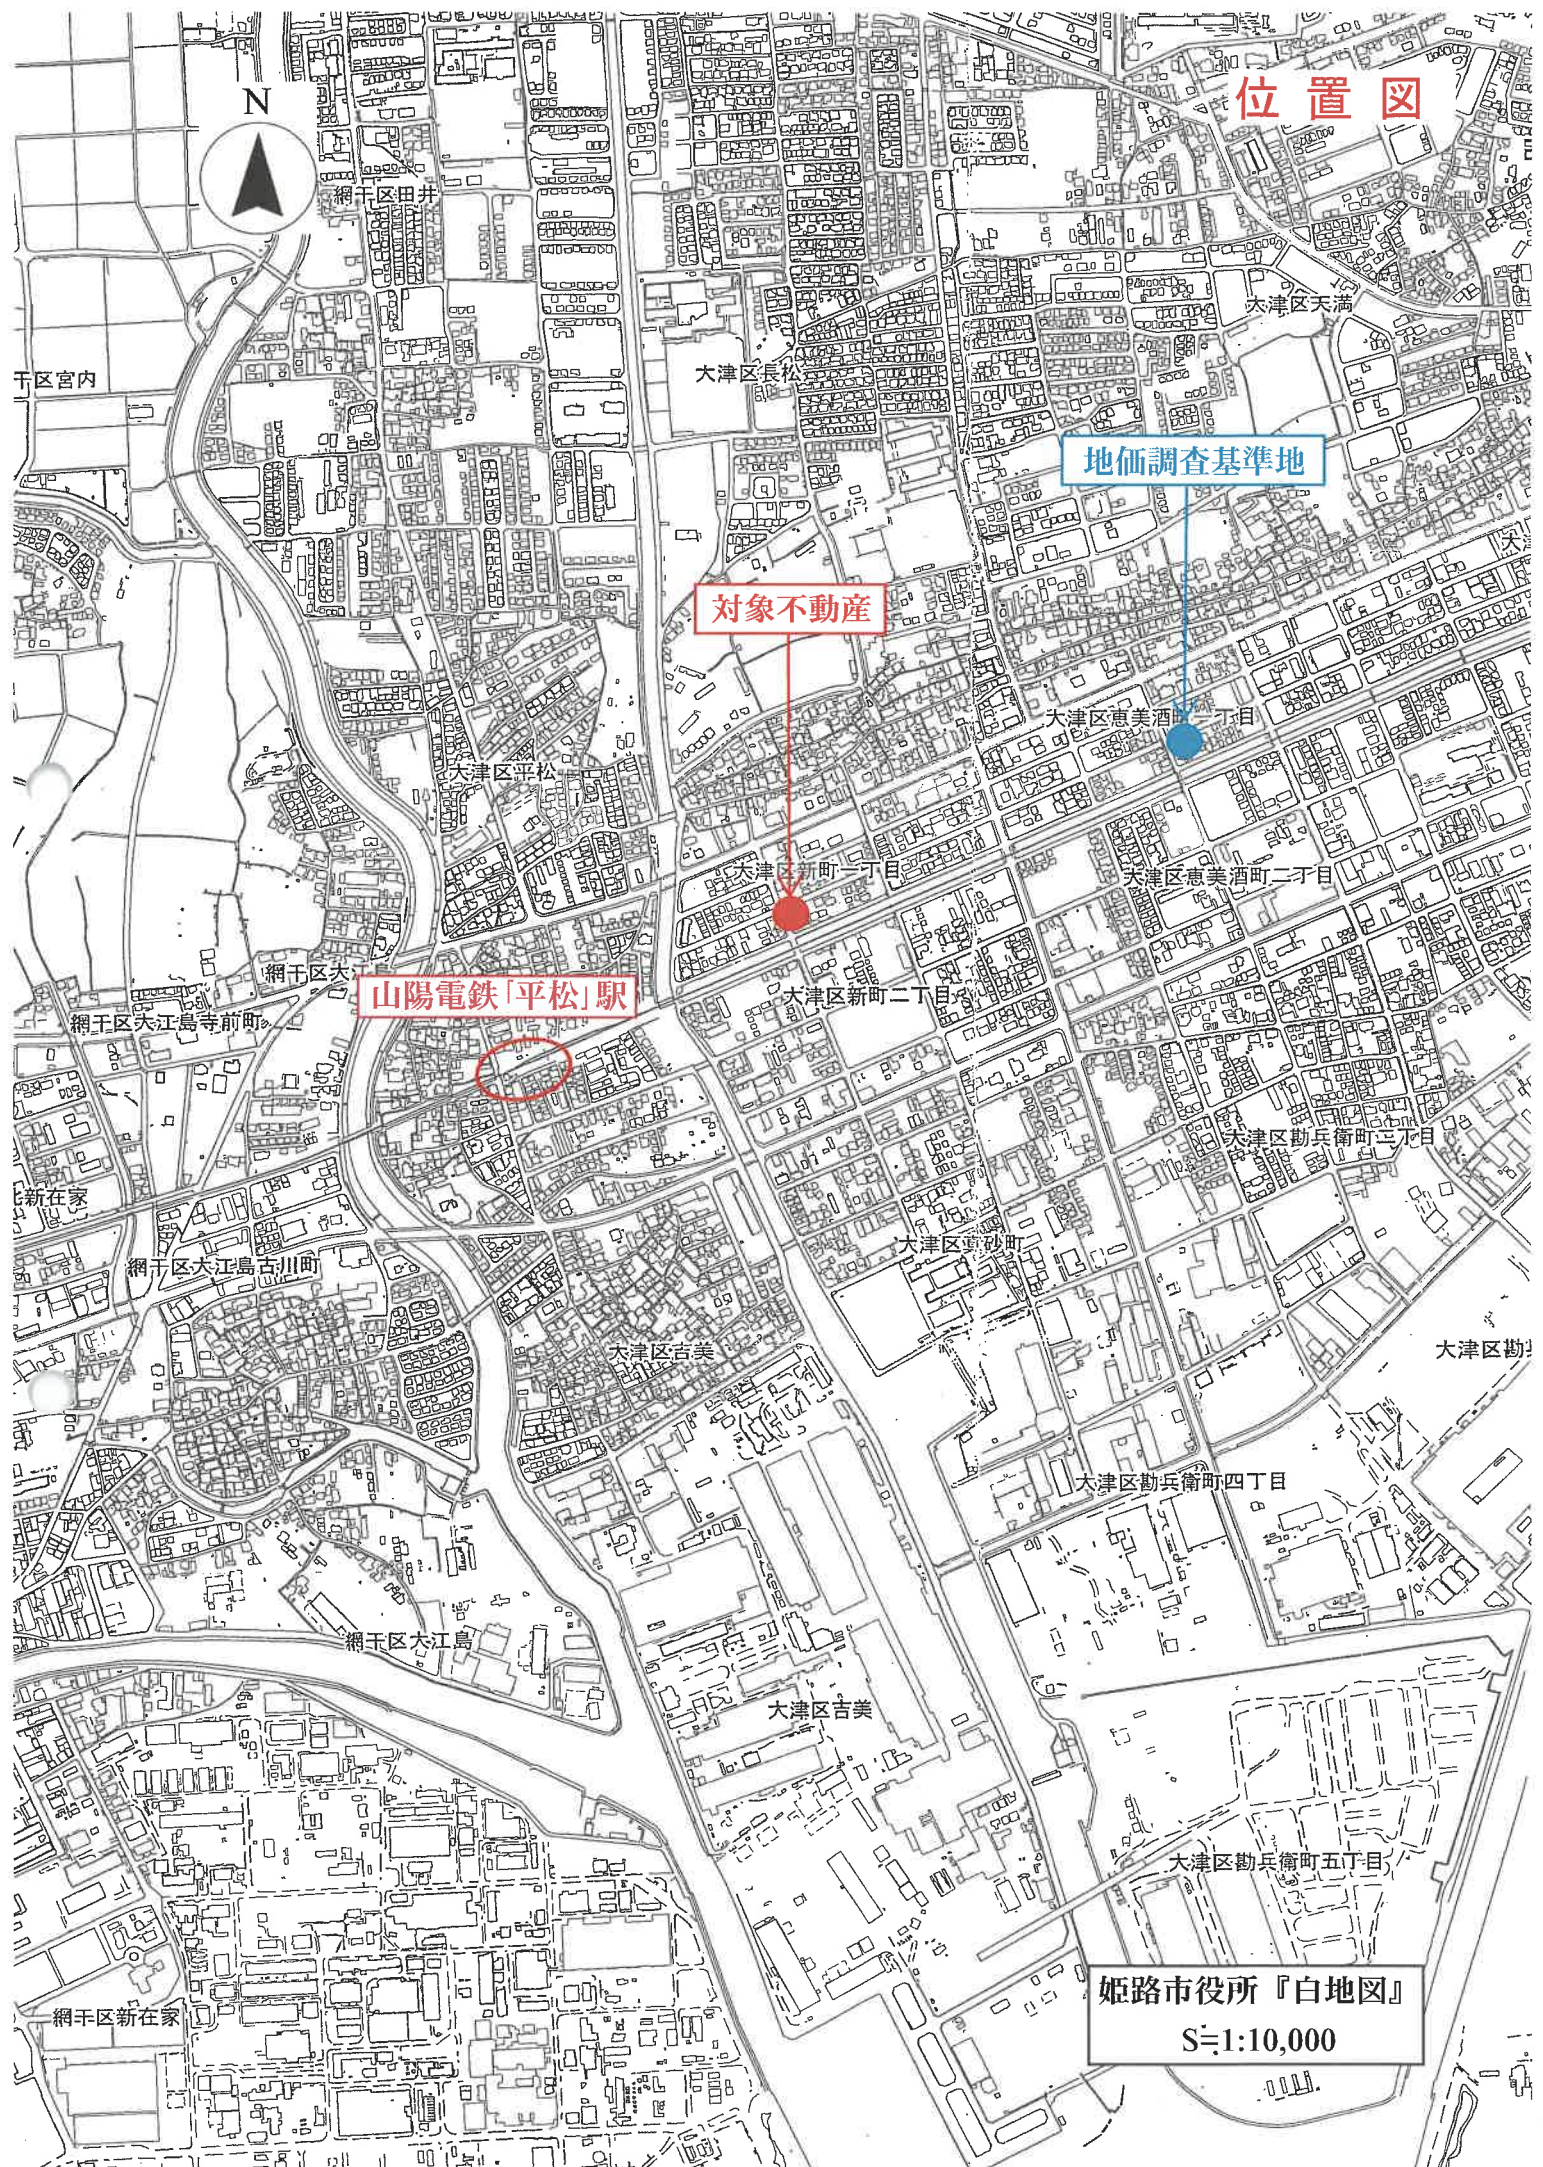 位置図
N
網干区田井
大津区天満
干区宮内
大津区長松
地価調査基準地
対象不動産
大津区恵美酒町一丁目
大津区平松
大津区新町一丁目
大津区恵美酒町二丁目
網干区大江島
山陽電鉄「平松」駅
大津区新町二丁目
網干区大江島寺前町
大津区勘兵衛町二丁目
北新在家
大津区真砂町
網干区大江島古川町
大津区吉美
大津区勘兵
大津区勘兵衛町四丁目
網干区大江島
大津区吉美
大津区勘兵衛町五丁目
姫路市役所『白地図』
S≒1:10,000
網干区新在家